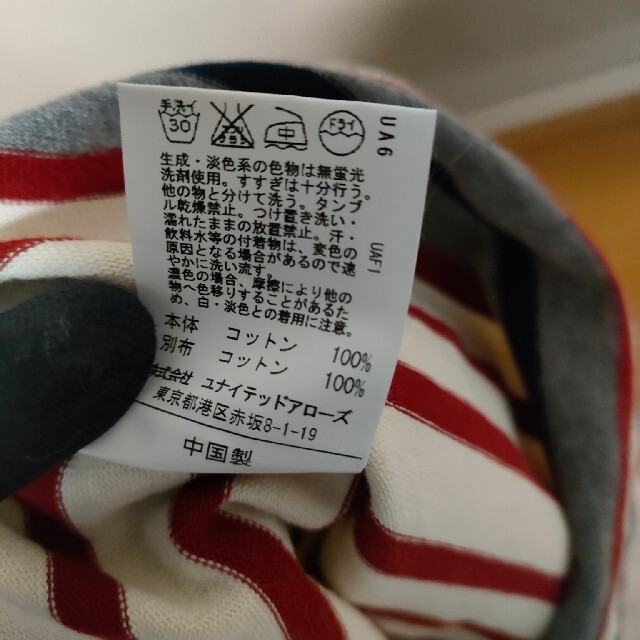 手洗イ
30
中
ドライ
UA6
生成・淡色系の色物は無蛍光
洗剤使用。すすぎは十分行う。
他の物と分けて洗う。タンブ
ル乾燥禁止。つけ置き洗い・
濡れたままの放置禁止。汗・
飲料水等の付着物は、変色の
原因となる場合があるので速
やかに洗い流す。
濃色の場合、摩擦により他の
物へ色移りすることがあるた
め、白・淡色との着用に注意。
UAF1
本体 コットン 100%
別布 コットン 100%
株式会社 ユナイテッドアローズ
東京都港区赤坂8-1-19
中国製